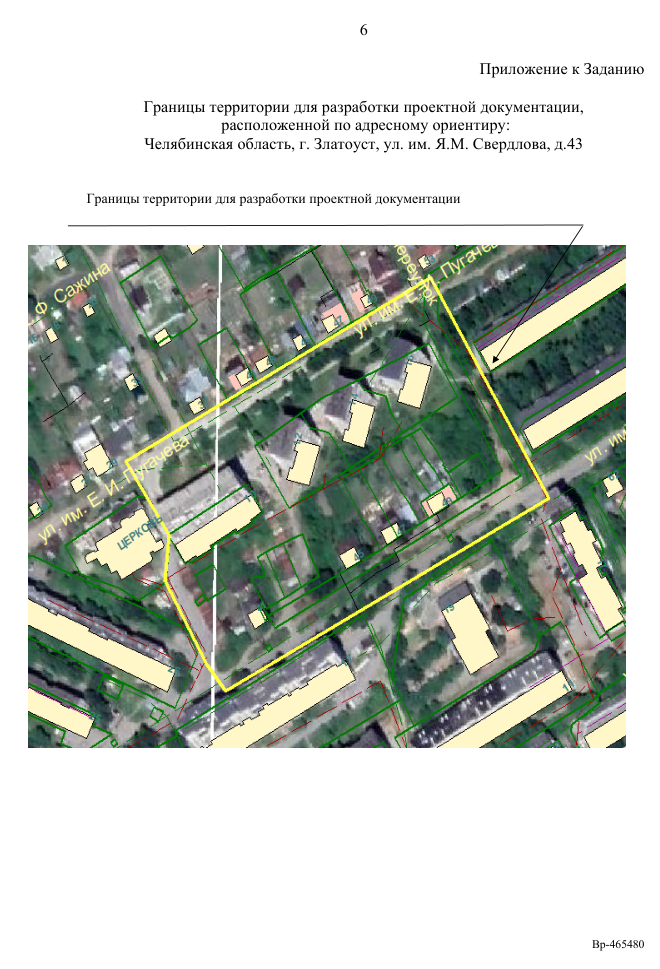 6
Приложение к Заданию
Границы территории для разработки проектной документации,
расположенной по адресному ориентиру:
Челябинская область, г. Златоуст, ул. им. Я.М. Свердлова, д.43
Границы территории для разработки проектной документации
Ф. Сажина
ул. им. Е. И. Пугачева
ЦЕРКОВЬ
ул. им
Вр-465480